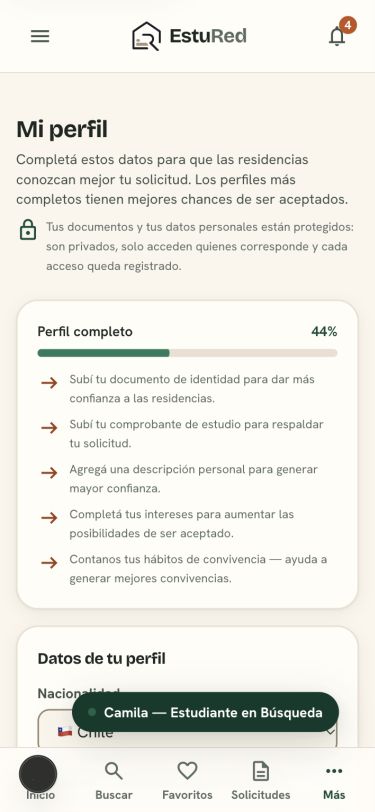 EstuRed
4
Mi perfil
Completá estos datos para que las residencias
conozcan mejor tu solicitud. Los perfiles más
completos tienen mejores chances de ser aceptados.
Tus documentos y tus datos personales están protegidos:
son privados, solo acceden quienes corresponde y cada
acceso queda registrado.
Perfil completo 44%
Subí tu documento de identidad para dar más
confianza a las residencias.
Subí tu comprobante de estudio para respaldar
tu solicitud.
Agregá una descripción personal para generar
mayor confianza.
Completá tus intereses para aumentar las
posibilidades de ser aceptado.
Contanos tus hábitos de convivencia — ayuda a
generar mejores convivencias.
Datos de tu perfil
Nacionalidad
Camila — Estudiante en Búsqueda
Chile
Inicio Buscar Favoritos Solicitudes Más